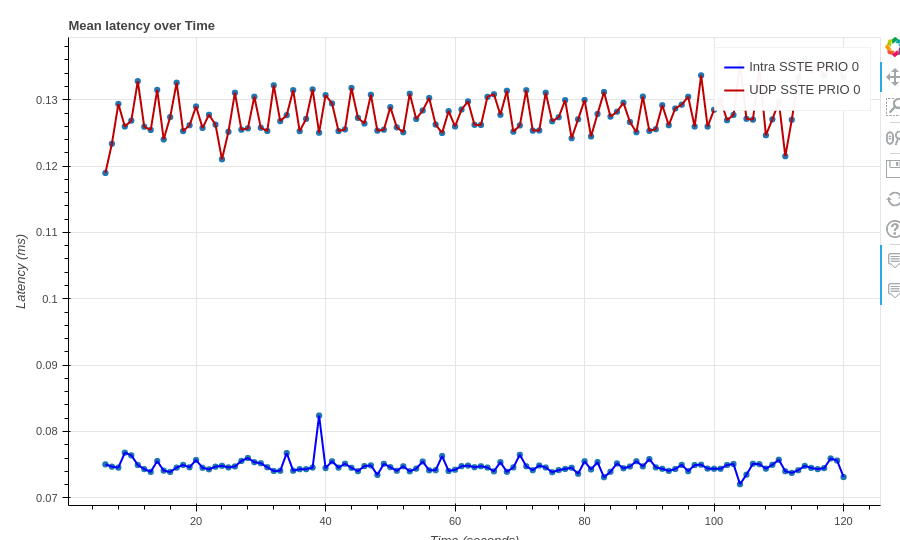 Mean latency over Time
Intra SSTE PRIO 0
UDP SSTE PRIO 0
0.13
0.12
0.11
0.1
0.09
0.08
0.07
Latency (ms)
20
40
60
80
100
120
Time (seconds)